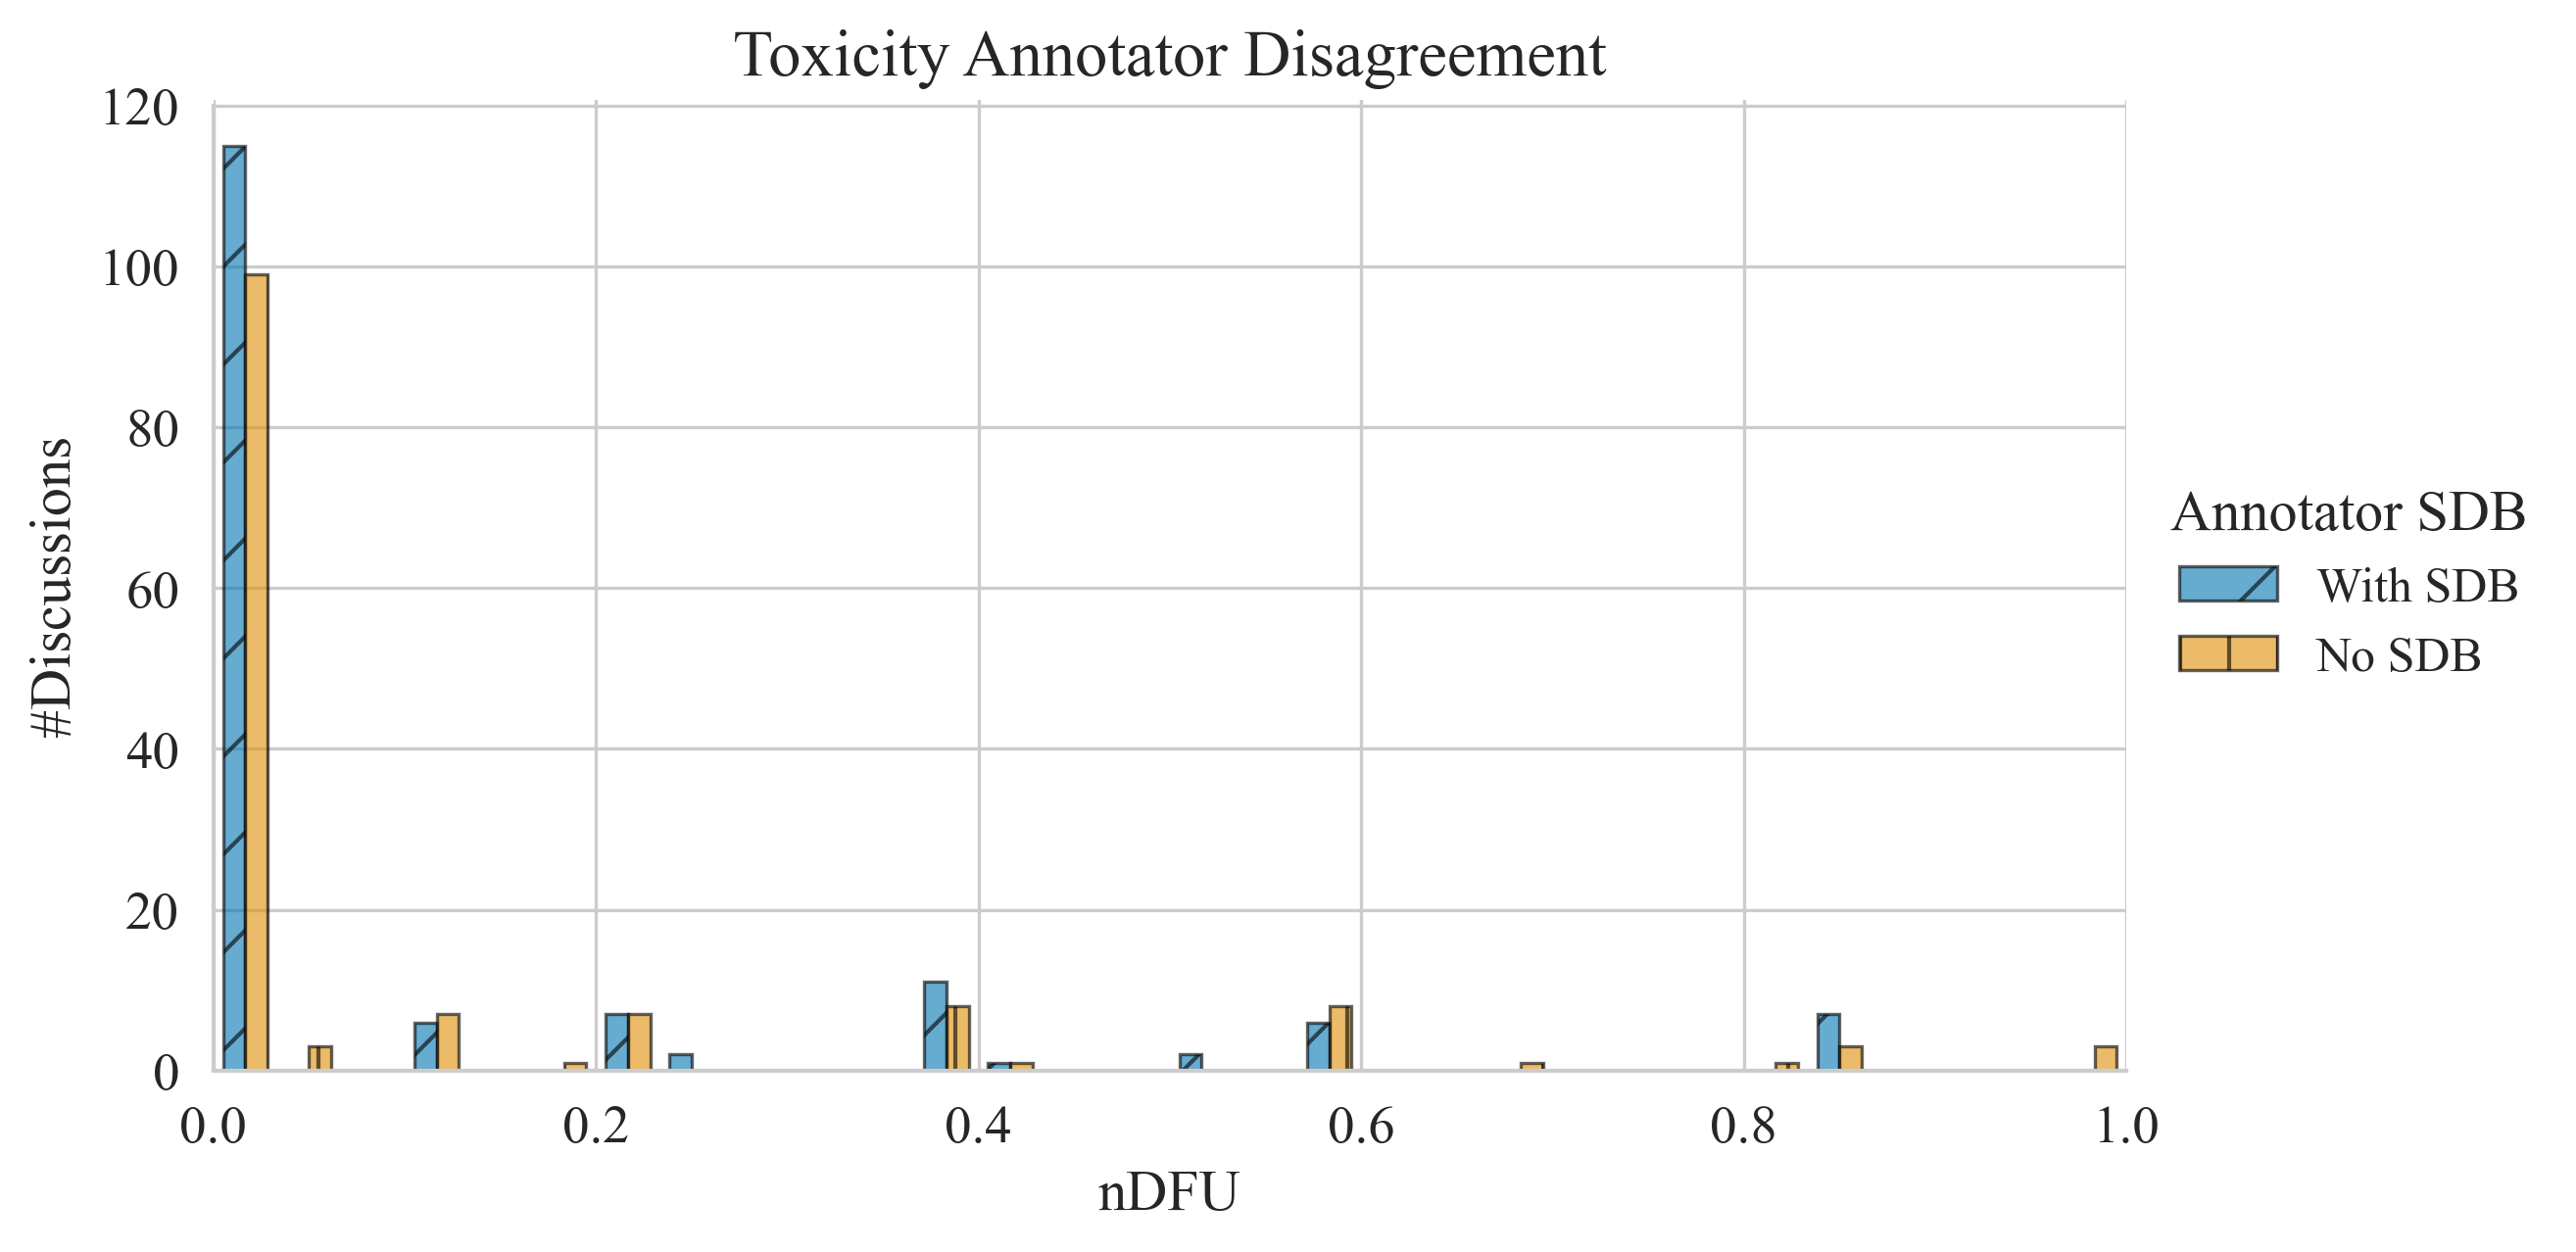 Toxicity Annotator Disagreement
120
100
80
60
40
20
0
#Discussions
0.0 0.2 0.4 0.6 0.8 1.0
nDFU
Annotator SDB
With SDB
No SDB